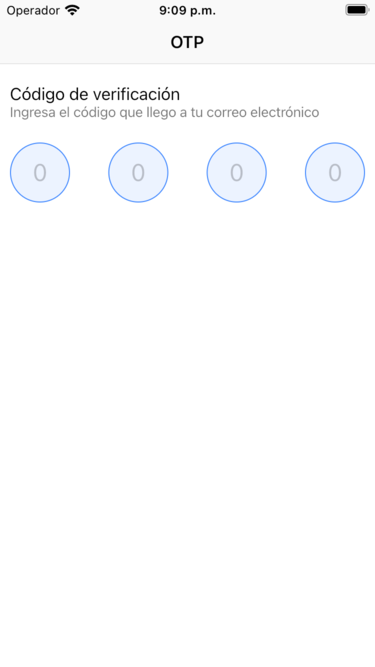 Operador 9:09 p.m.
OTP
Código de verificación
Ingresa el código que llego a tu correo electrónico
0 0 0 0